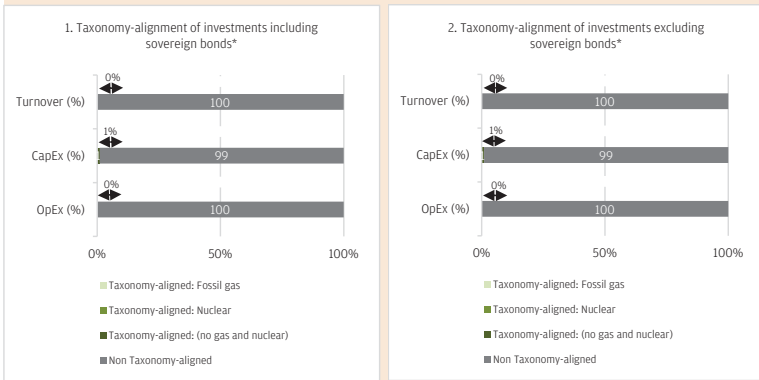 1. Taxonomy-alignment of investments including
sovereign bonds*
0%
Turnover (%)
100
1%
CapEx (%)
1
99
0%
OpEx (%)
100
0%
50%
100%
Taxonomy-aligned: Fossil gas
Taxonomy-aligned: Nuclear
Taxonomy-aligned: (no gas and nuclear)
Non Taxonomy-aligned
2. Taxonomy-alignment of investments excluding
sovereign bonds*
0%
Turnover (%)
100
1%
CapEx (%)
1
99
0%
OpEx (%)
100
0%
50%
100%
Taxonomy-aligned: Fossil gas
Taxonomy-aligned: Nuclear
Taxonomy-aligned: (no gas and nuclear)
Non Taxonomy-aligned